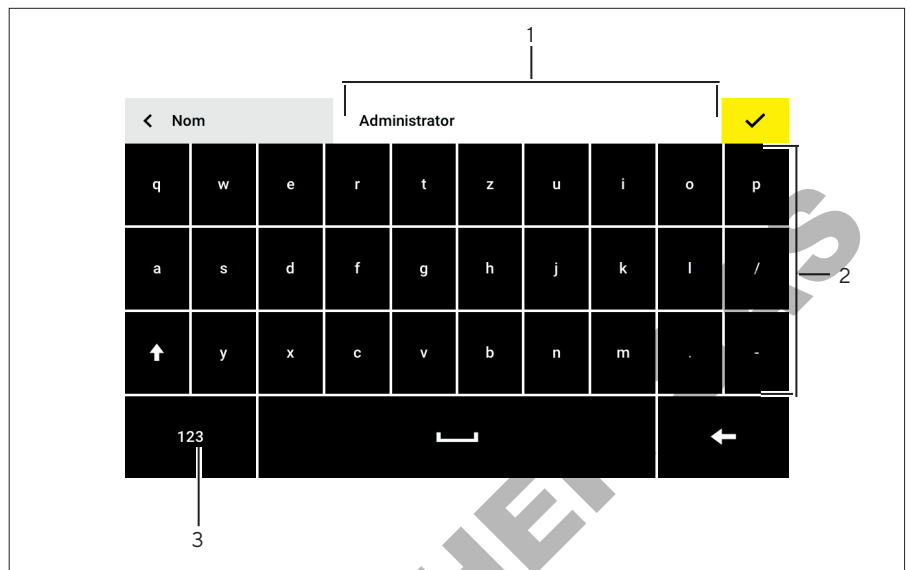 1
Nom Administrator
q w e r t z u i o p
a s d f g h j k l /
2
y x c v b n m . -
123
3